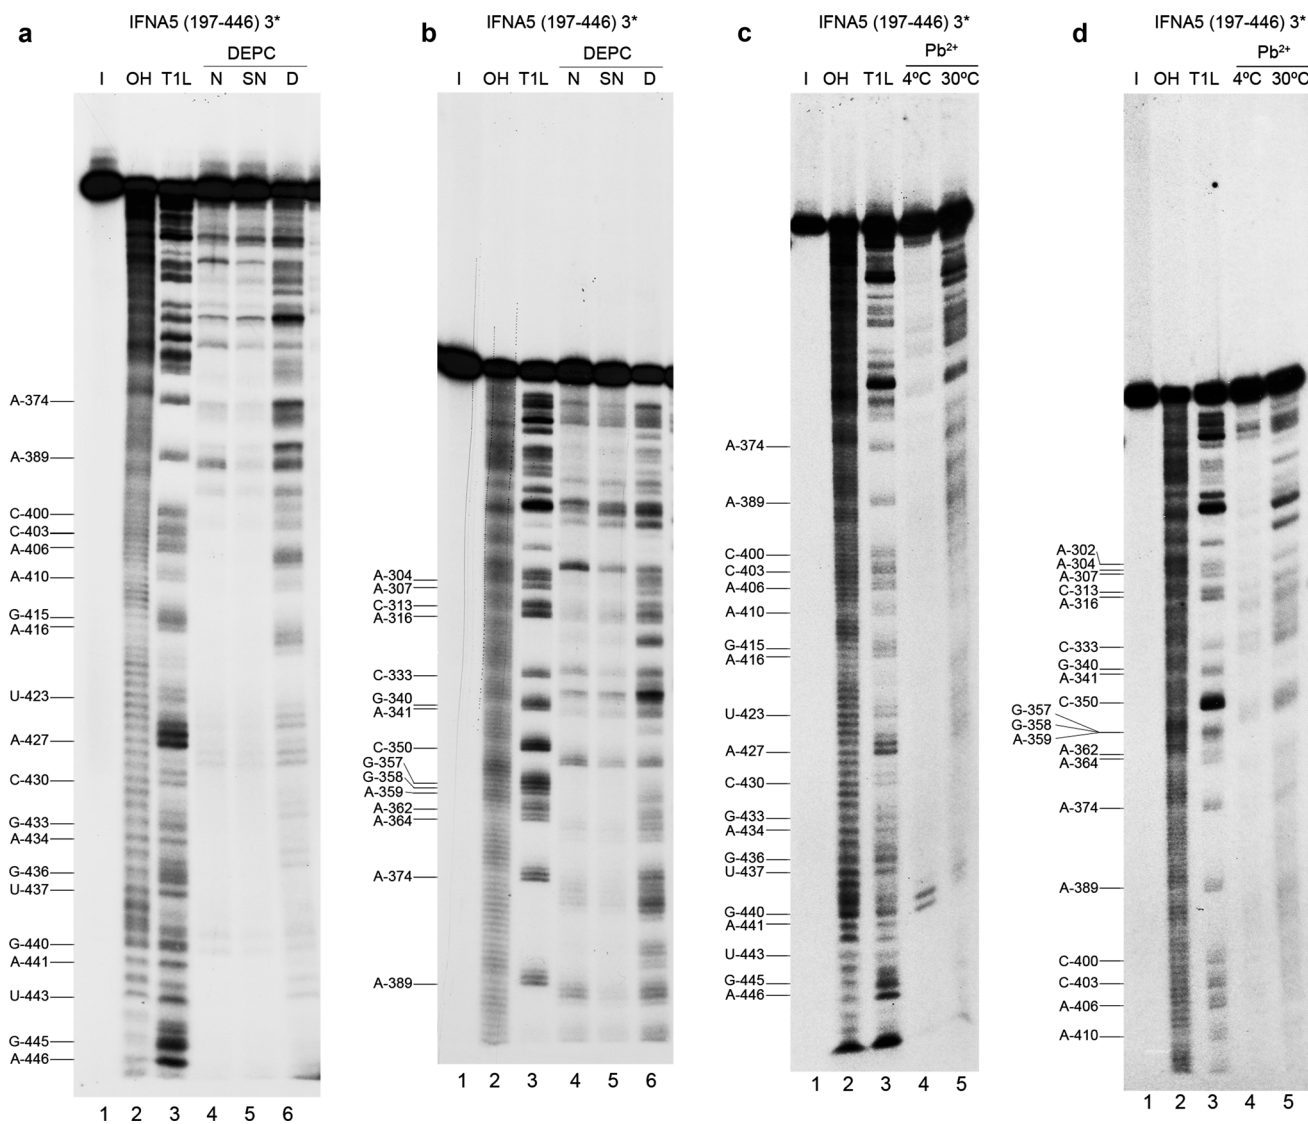 a
IFNA5 (197-446) 3*
DEPC
I OH T1L N SN D
A-374
A-389
C-400
C-403
A-406
A-410
G-415
A-416
U-423
A-427
C-430
G-433
A-434
G-436
U-437
G-440
A-441
U-443
G-445
A-446
1 2 3 4 5 6
b
IFNA5 (197-446) 3*
DEPC
I OH T1L N SN D
A-304
A-307
C-313
A-316
C-333
G-340
A-341
C-350
G-357
G-358
A-359
A-362
A-364
A-374
A-389
1 2 3 4 5 6
c
IFNA5 (197-446) 3*
Pb²⁺
I OH T1L 4ºC 30ºC
A-374
A-389
C-400
C-403
A-406
A-410
G-415
A-416
U-423
A-427
C-430
G-433
A-434
G-436
U-437
G-440
A-441
U-443
G-445
A-446
1 2 3 4 5
d
IFNA5 (197-446) 3*
Pb²⁺
I OH T1L 4ºC 30ºC
A-302
A-304
A-307
C-313
A-316
C-333
G-340
A-341
C-350
G-357
G-358
A-359
A-362
A-364
A-374
A-389
C-400
C-403
A-406
A-410
1 2 3 4 5